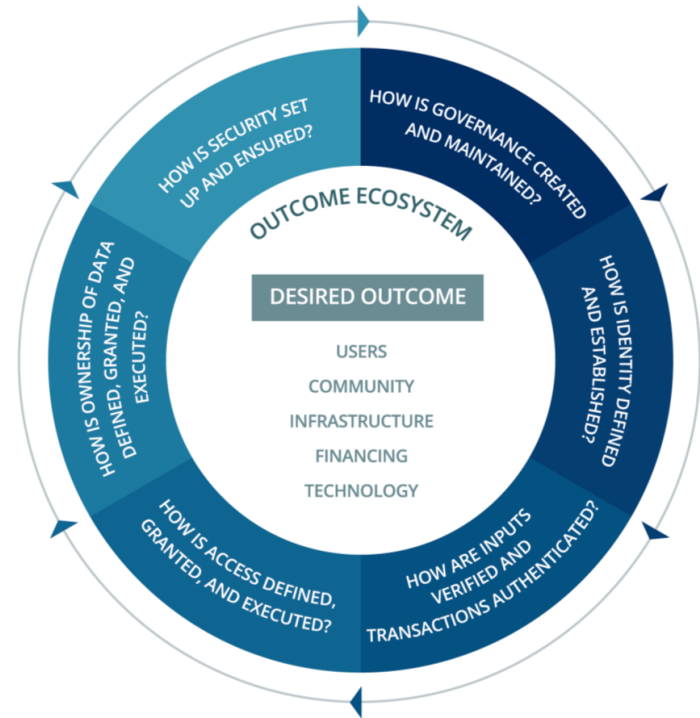 HOW IS GOVERNANCE CREATED
AND MAINTAINED?
HOW IS IDENTITY DEFINED
AND ESTABLISHED?
HOW ARE INPUTS
VERIFIED AND
TRANSACTIONS AUTHENTICATED?
HOW IS ACCESS DEFINED,
GRANTED, AND EXECUTED?
HOW IS OWNERSHIP OF DATA
DEFINED, GRANTED, AND
EXECUTED?
HOW IS SECURITY SET
UP AND ENSURED?
OUTCOME ECOSYSTEM
DESIRED OUTCOME
USERS
COMMUNITY
INFRASTRUCTURE
FINANCING
TECHNOLOGY